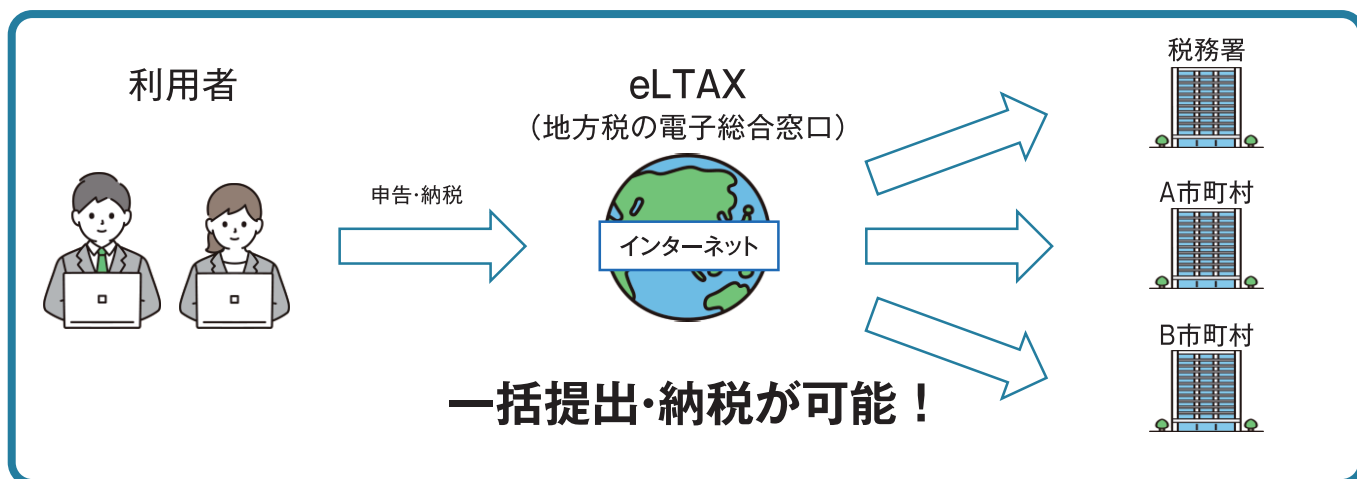 利用者
申告・納税
eLTAX
（地方税の電子総合窓口）
インターネット
税務署
A市町村
B市町村
一括提出・納税が可能！